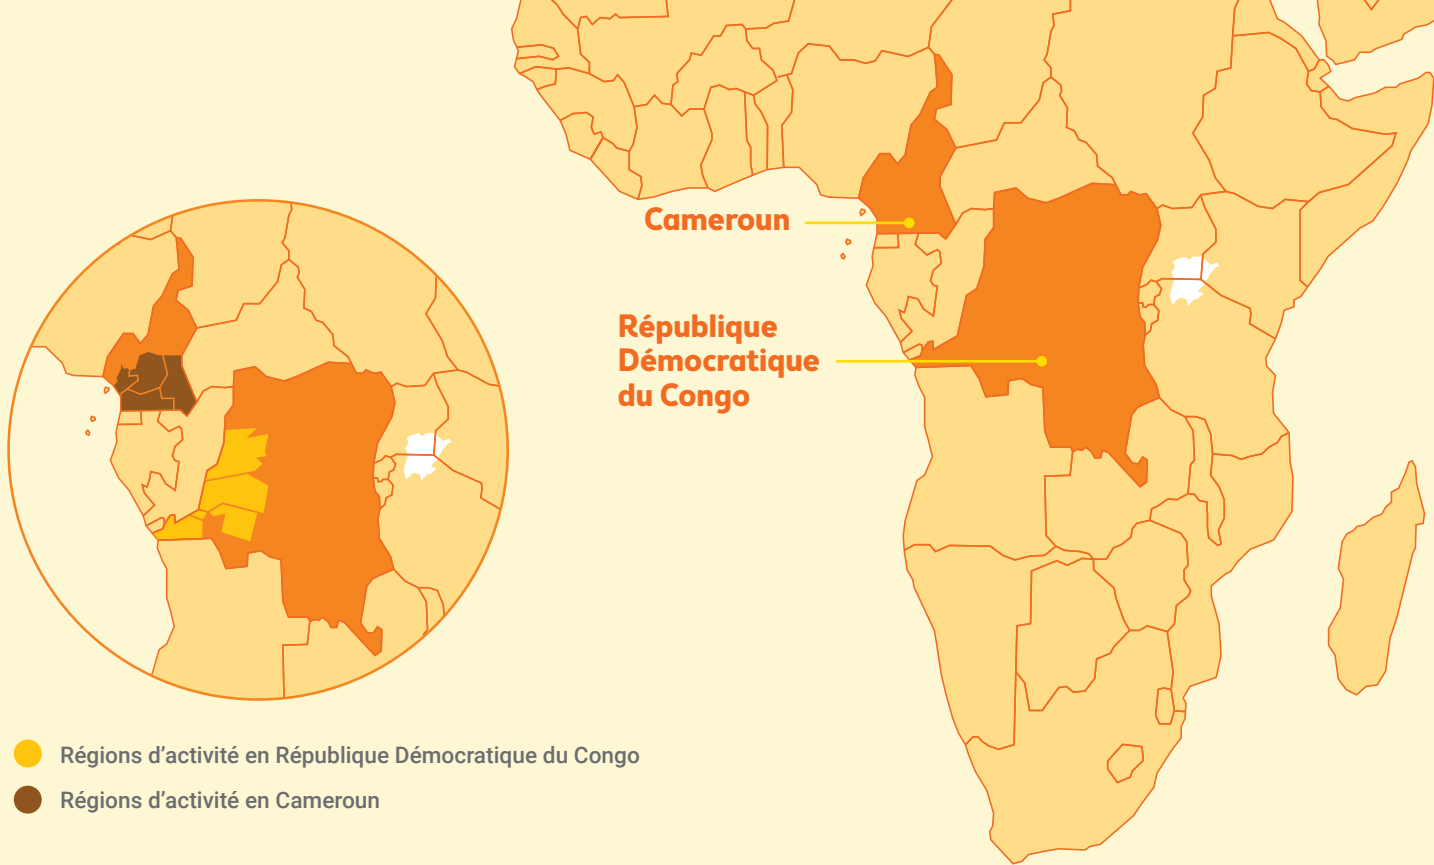 Cameroun
République
Démocratique
du Congo
Régions d’activité en République Démocratique du Congo
Régions d’activité en Cameroun